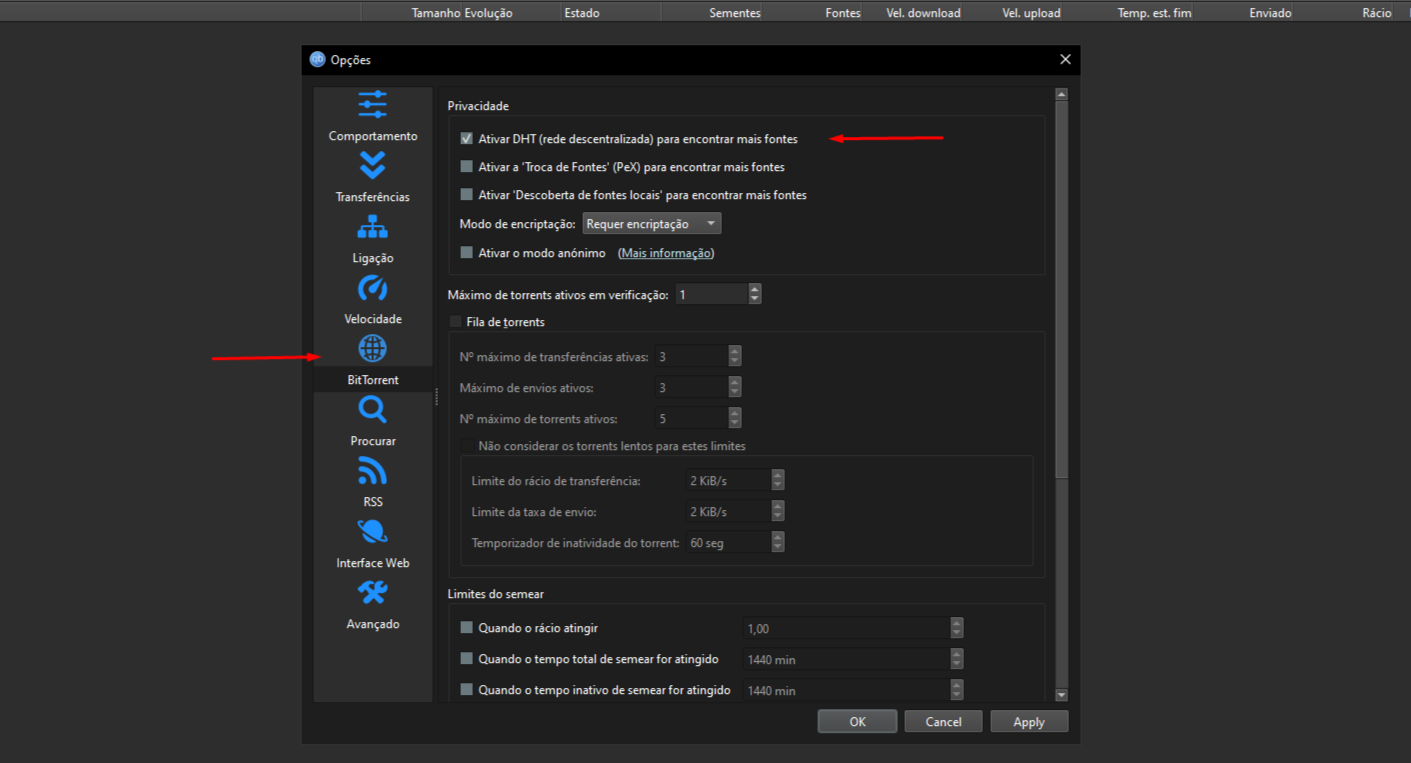 Tamanho Evolução Estado Sementes Fontes Vel. download Vel. upload Temp. est. fim Enviado Rácio
qb Opções
Comportamento
Transferências
Ligação
Velocidade
BitTorrent
Procurar
RSS
Interface Web
Avançado
Privacidade
Ativar DHT (rede descentralizada) para encontrar mais fontes
Ativar a 'Troca de Fontes' (PeX) para encontrar mais fontes
Ativar 'Descoberta de fontes locais' para encontrar mais fontes
Modo de encriptação: Requer encriptação
Ativar o modo anónimo (Mais informação)
Máximo de torrents ativos em verificação: 1
Fila de torrents
Nº máximo de transferências ativas: 3
Máximo de envios ativos: 3
Nº máximo de torrents ativos: 5
Não considerar os torrents lentos para estes limites
Limite do rácio de transferência: 2 KiB/s
Limite da taxa de envio: 2 KiB/s
Temporizador de inatividade do torrent: 60 seg
Limites do semear
Quando o rácio atingir 1,00
Quando o tempo total de semear for atingido 1440 min
Quando o tempo inativo de semear for atingido 1440 min
OK Cancel Apply